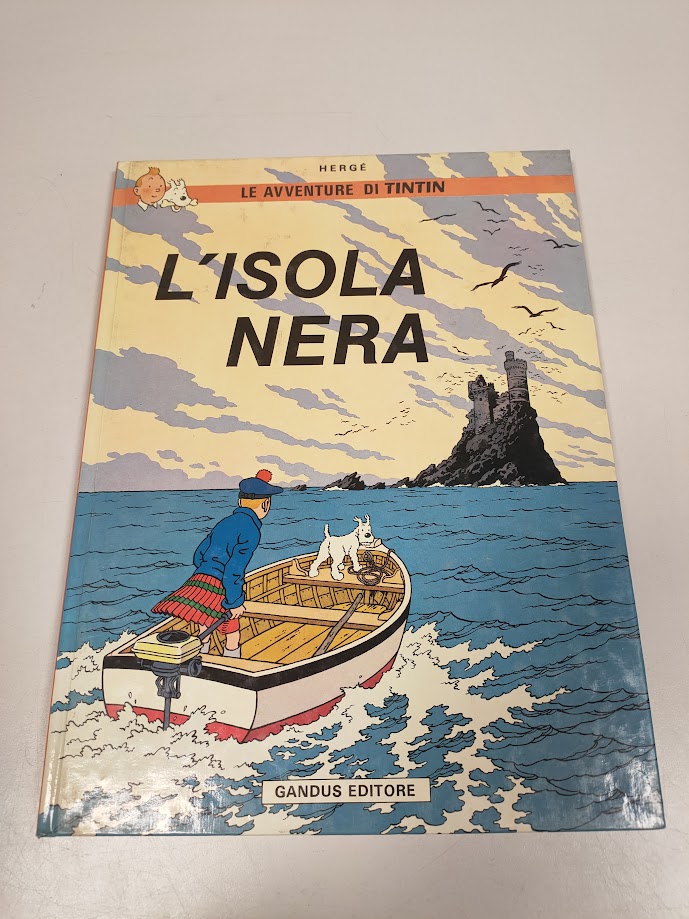 HERGÉ
LE AVVENTURE DI TINTIN
L'ISOLA
NERA
GANDUS EDITORE